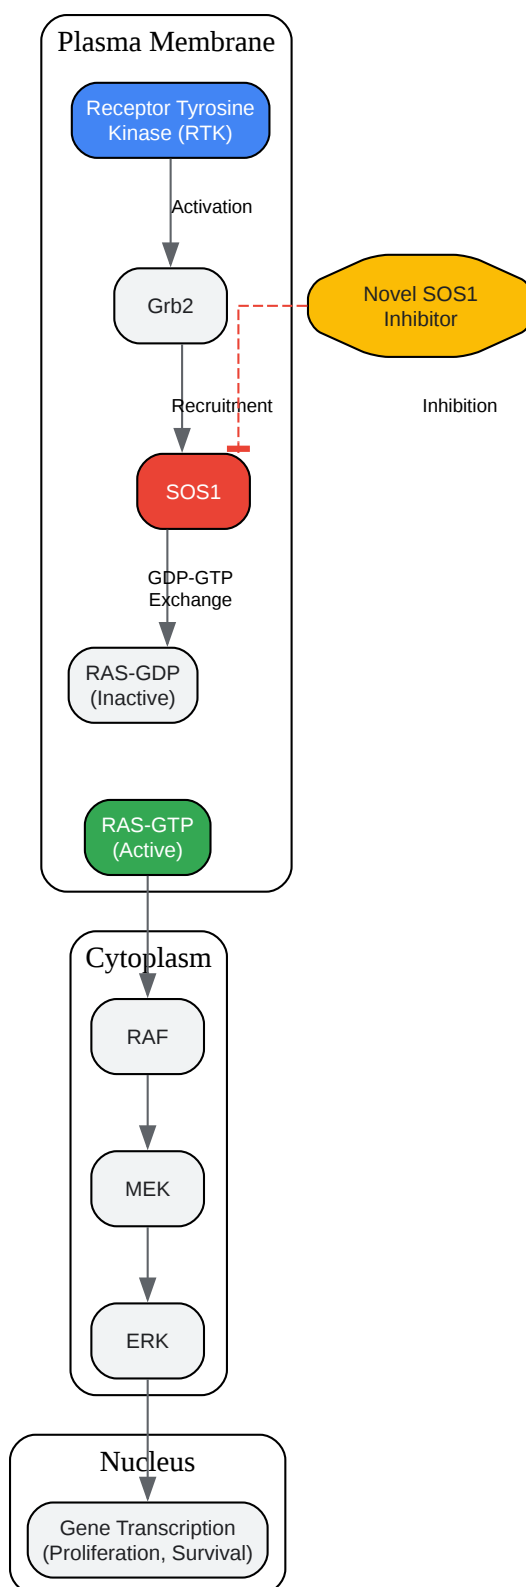 Plasma Membrane
Receptor Tyrosine
Kinase (RTK)
Activation
Grb2
Novel SOS1
Inhibitor
Recruitment
Inhibition
SOS1
GDP-GTP
Exchange
RAS-GDP
(Inactive)
RAS-GTP
(Active)
Cytoplasm
RAF
MEK
ERK
Nucleus
Gene Transcription
(Proliferation, Survival)